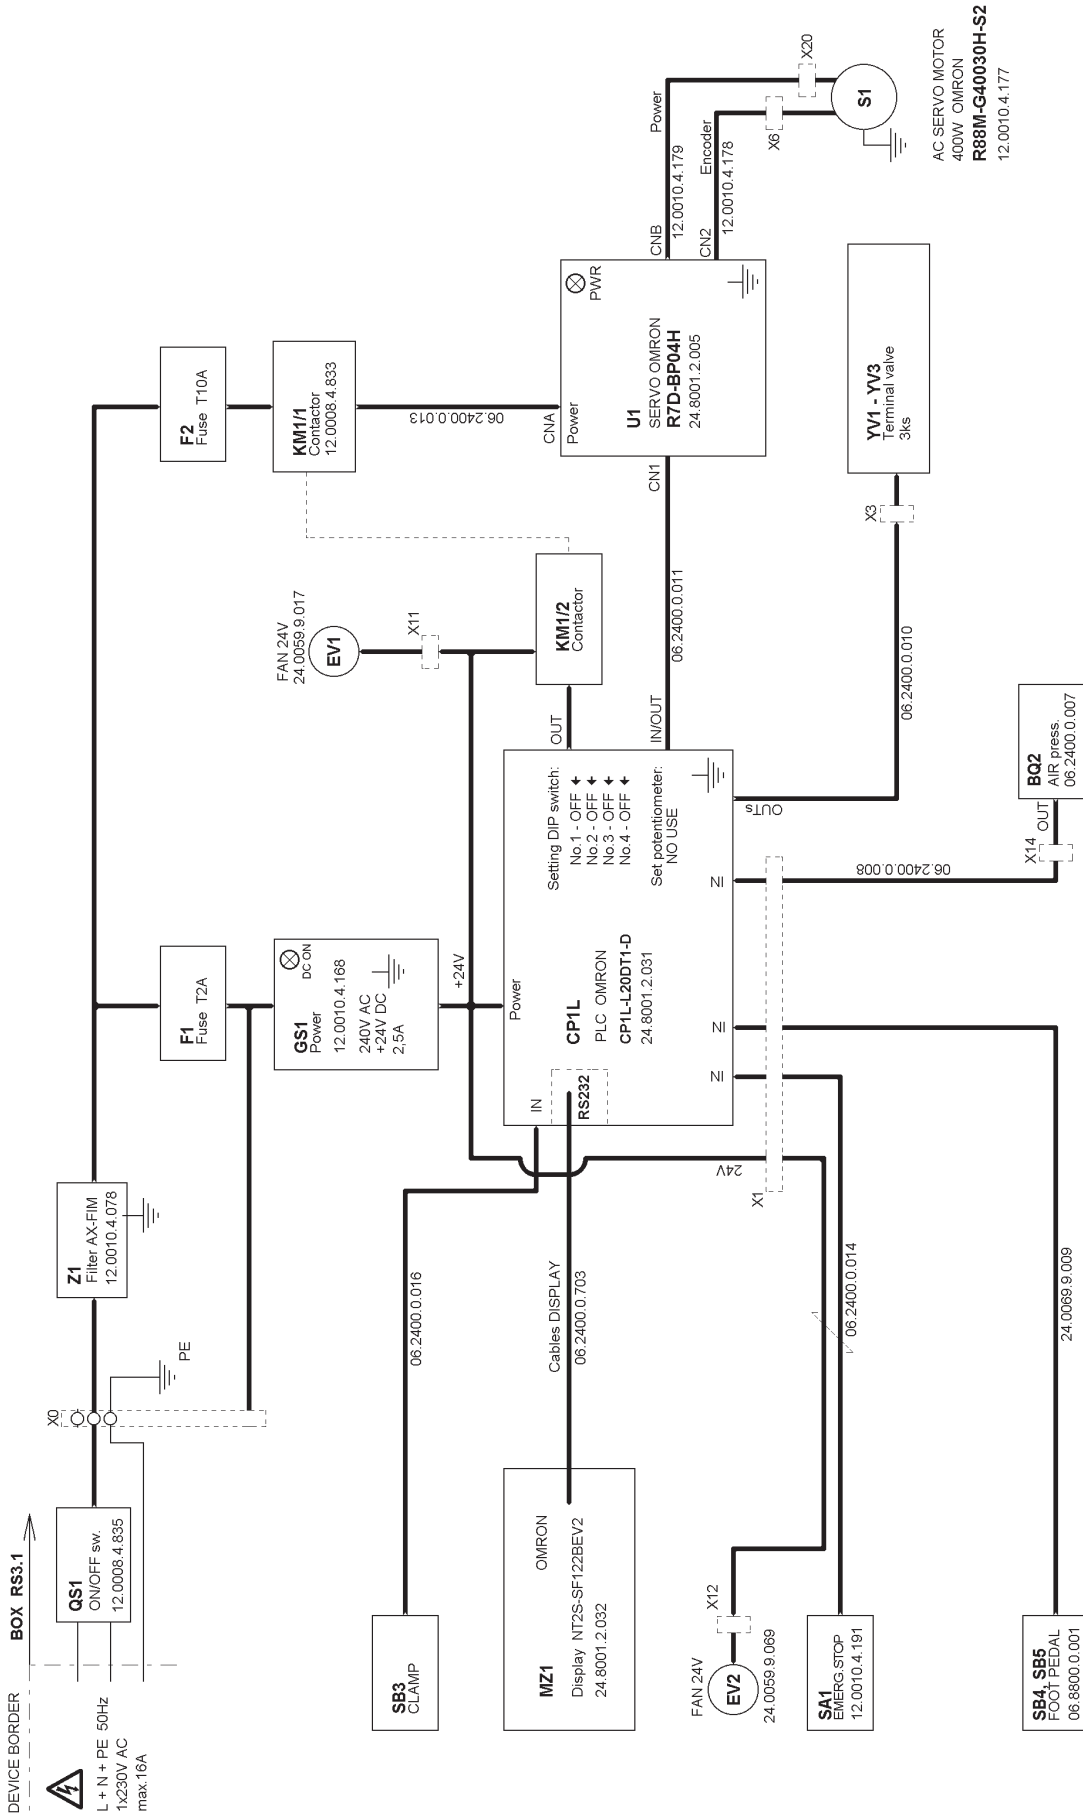 DEVICE BORDER
BOX RS3.1
L + N + PE 50Hz
1x230V AC
max.16A
QS1
ON/OFF sw.
12.0008.4.835
X0
PE
Z1
Filter AX-FIM
12.0010.4.078
F1
Fuse T2A
F2
Fuse T10A
GS1
Power
12.0010.4.168
240V AC
+24V DC
2,5A
DC ON
KM1/1
Contactor
12.0008.4.833
06.2400.0.013
FAN 24V
24.0059.9.017
EV1
X11
+24V
KM1/2
Contactor
OUT
SB3
CLAMP
06.2400.0.016
IN
Power
CP1L
PLC OMRON
CP1L-L20DT1-D
24.8001.2.031
RS232
Setting DIP switch:
No.1 - OFF
No.2 - OFF
No.3 - OFF
No.4 - OFF
Set potentiometer:
NO USE
IN/OUT
IN
IN
IN
OUTs
06.2400.0.011
CNA
Power
CN1
U1
SERVO OMRON
R7D-BP04H
24.8001.2.005
PWR
CNB
CN2
Power
12.0010.4.179
Encoder
12.0010.4.178
X20
X6
S1
AC SERVO MOTOR
400W OMRON
R88M-G40030H-S2
12.0010.4.177
MZ1
OMRON
Display NT2S-SF122BEV2
24.8001.2.032
Cables DISPLAY
06.2400.0.703
24V
X1
FAN 24V
EV2
24.0059.9.069
X12
SA1
EMERG.STOP
12.0010.4.191
06.2400.0.014
SB4, SB5
FOOT PEDAL
06.8800.0.001
24.0069.9.009
06.2400.0.008
X14
OUT
BQ2
AIR press.
06.2400.0.007
06.2400.0.010
X3
YV1 - YV3
Terminal valve
3ks